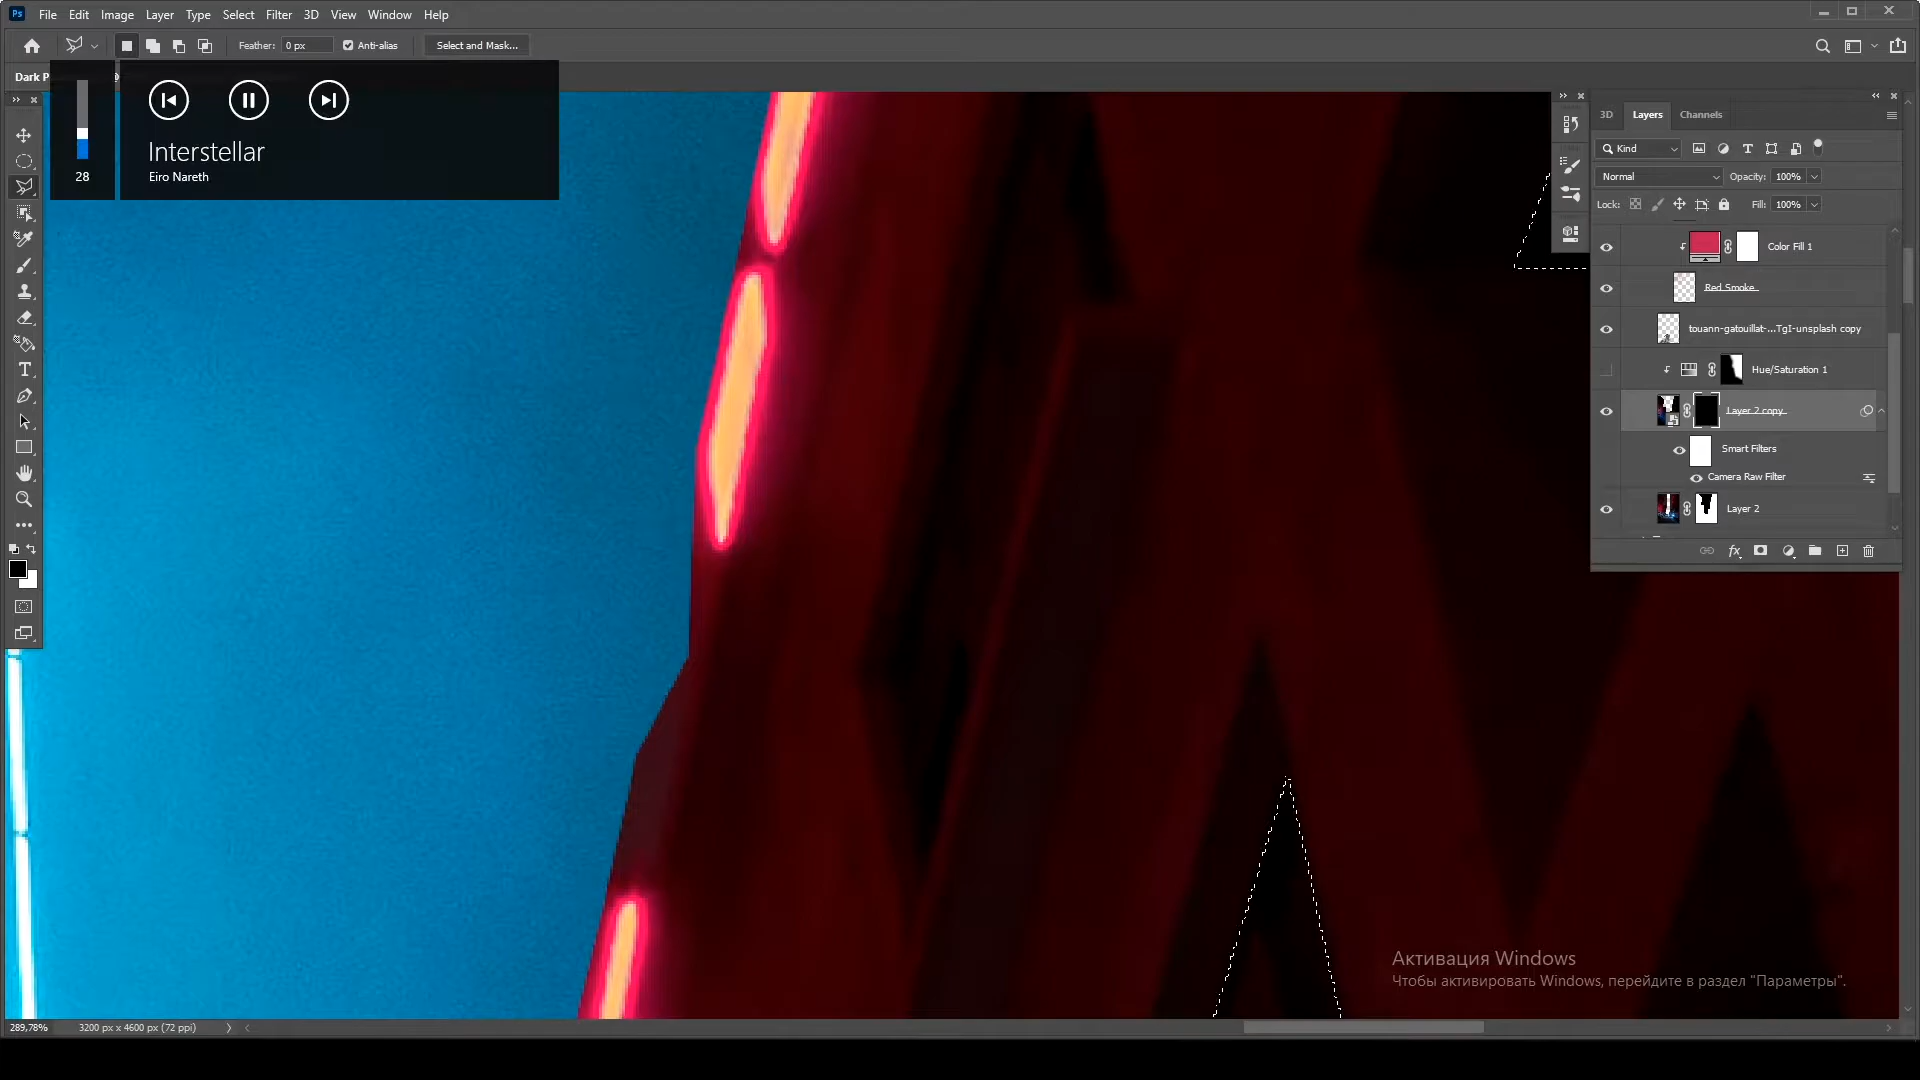 Ps File Edit Image Layer Type Select Filter 3D View Window Help
Feather: 0 px Anti-alias Select and Mask...
Dark P
28
Interstellar
Eiro Nareth
3D Layers Channels
Kind
Normal Opacity: 100%
Lock: Fill: 100%
Color Fill 1
Red Smoke
touann-gatouillat-...TgI-unsplash copy
Hue/Saturation 1
Layer 2 copy
Smart Filters
Camera Raw Filter
Layer 2
Активация Windows
Чтобы активировать Windows, перейдите в раздел "Параметры".
289,78% 3200 px x 4600 px (72 ppi)